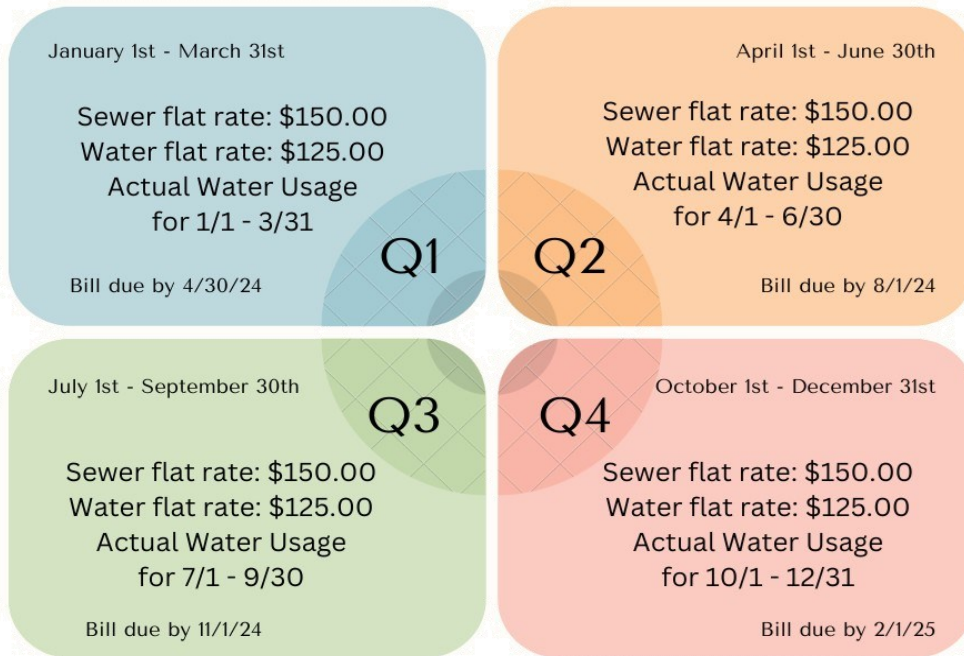 January 1st - March 31st
Sewer flat rate: $150.00
Water flat rate: $125.00
Actual Water Usage
for 1/1 - 3/31
Q1
Bill due by 4/30/24
April 1st - June 30th
Sewer flat rate: $150.00
Water flat rate: $125.00
Actual Water Usage
for 4/1 - 6/30
Q2
Bill due by 8/1/24
July 1st - September 30th
Q3
Sewer flat rate: $150.00
Water flat rate: $125.00
Actual Water Usage
for 7/1 - 9/30
Bill due by 11/1/24
October 1st - December 31st
Q4
Sewer flat rate: $150.00
Water flat rate: $125.00
Actual Water Usage
for 10/1 - 12/31
Bill due by 2/1/25